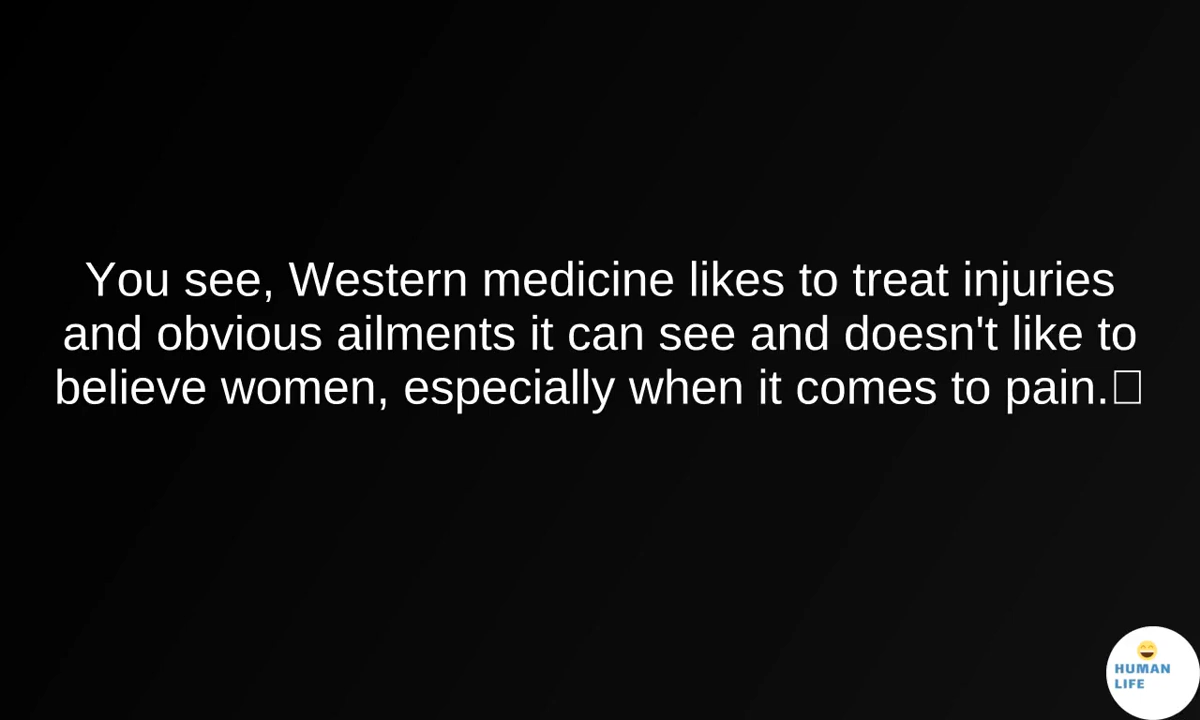 You see, Western medicine likes to treat injuries
and obvious ailments it can see and doesn't like to
believe women, especially when it comes to pain.
HUMAN
LIFE